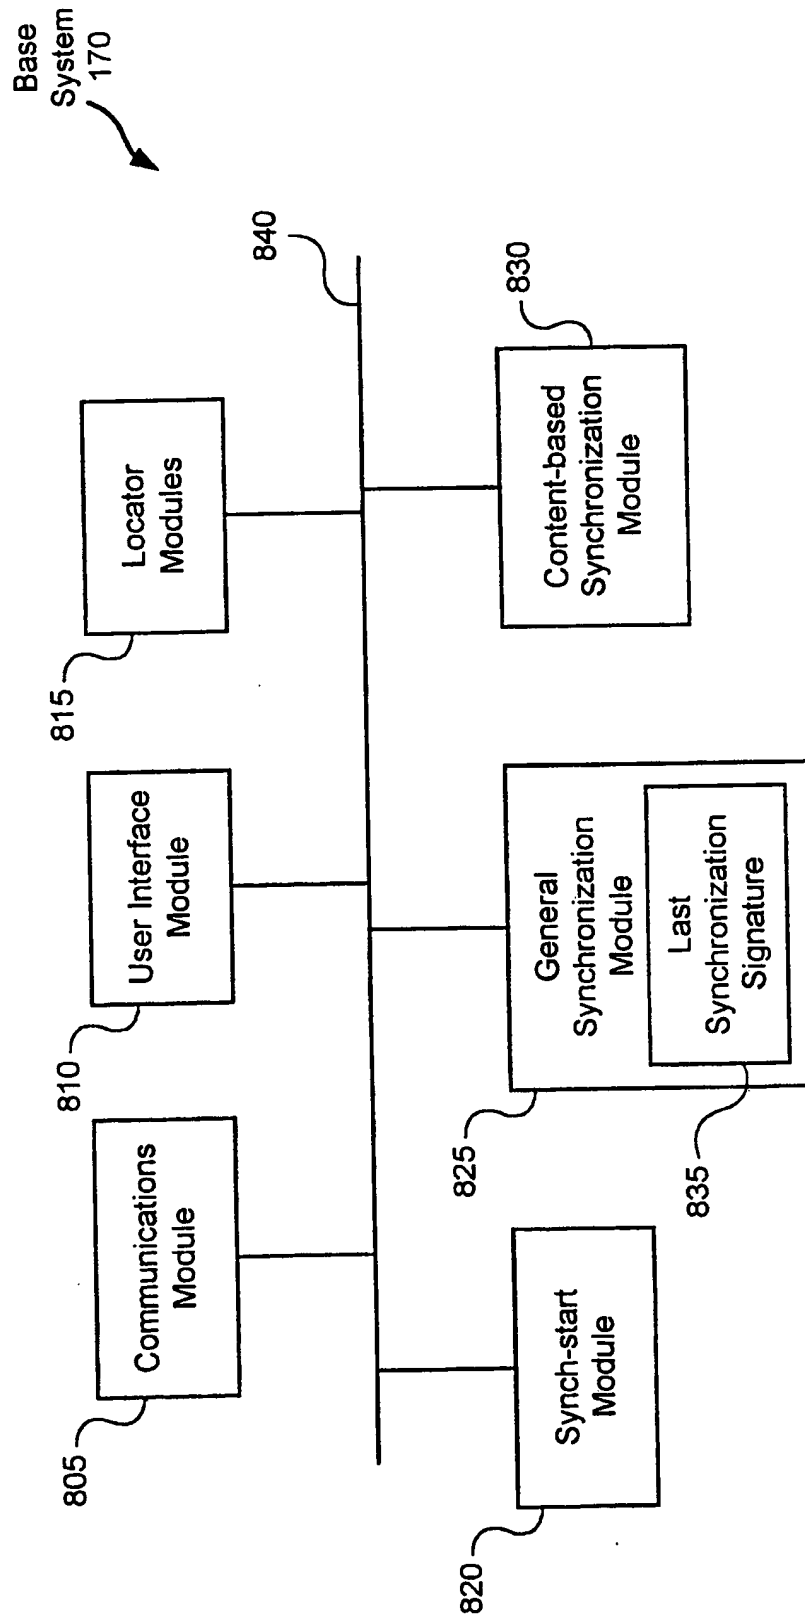 Base
System
170
805
Communications
Module
810
User Interface
Module
815
Locator
Modules
840
820
Synch-start
Module
825
General
Synchronization
Module
835
Last
Synchronization
Signature
830
Content-based
Synchronization
Module